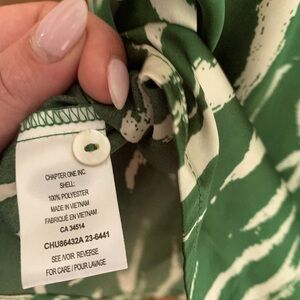 CHAPTER ONE INC.
SHELL:
100% POLYESTER
MADE IN VIETNAM
FABRIQUÉ EN VIETNAM
CA 34514
CHU86432A 23-6441
SEE /VOIR REVERSE
FOR CARE / POUR LAVAGE